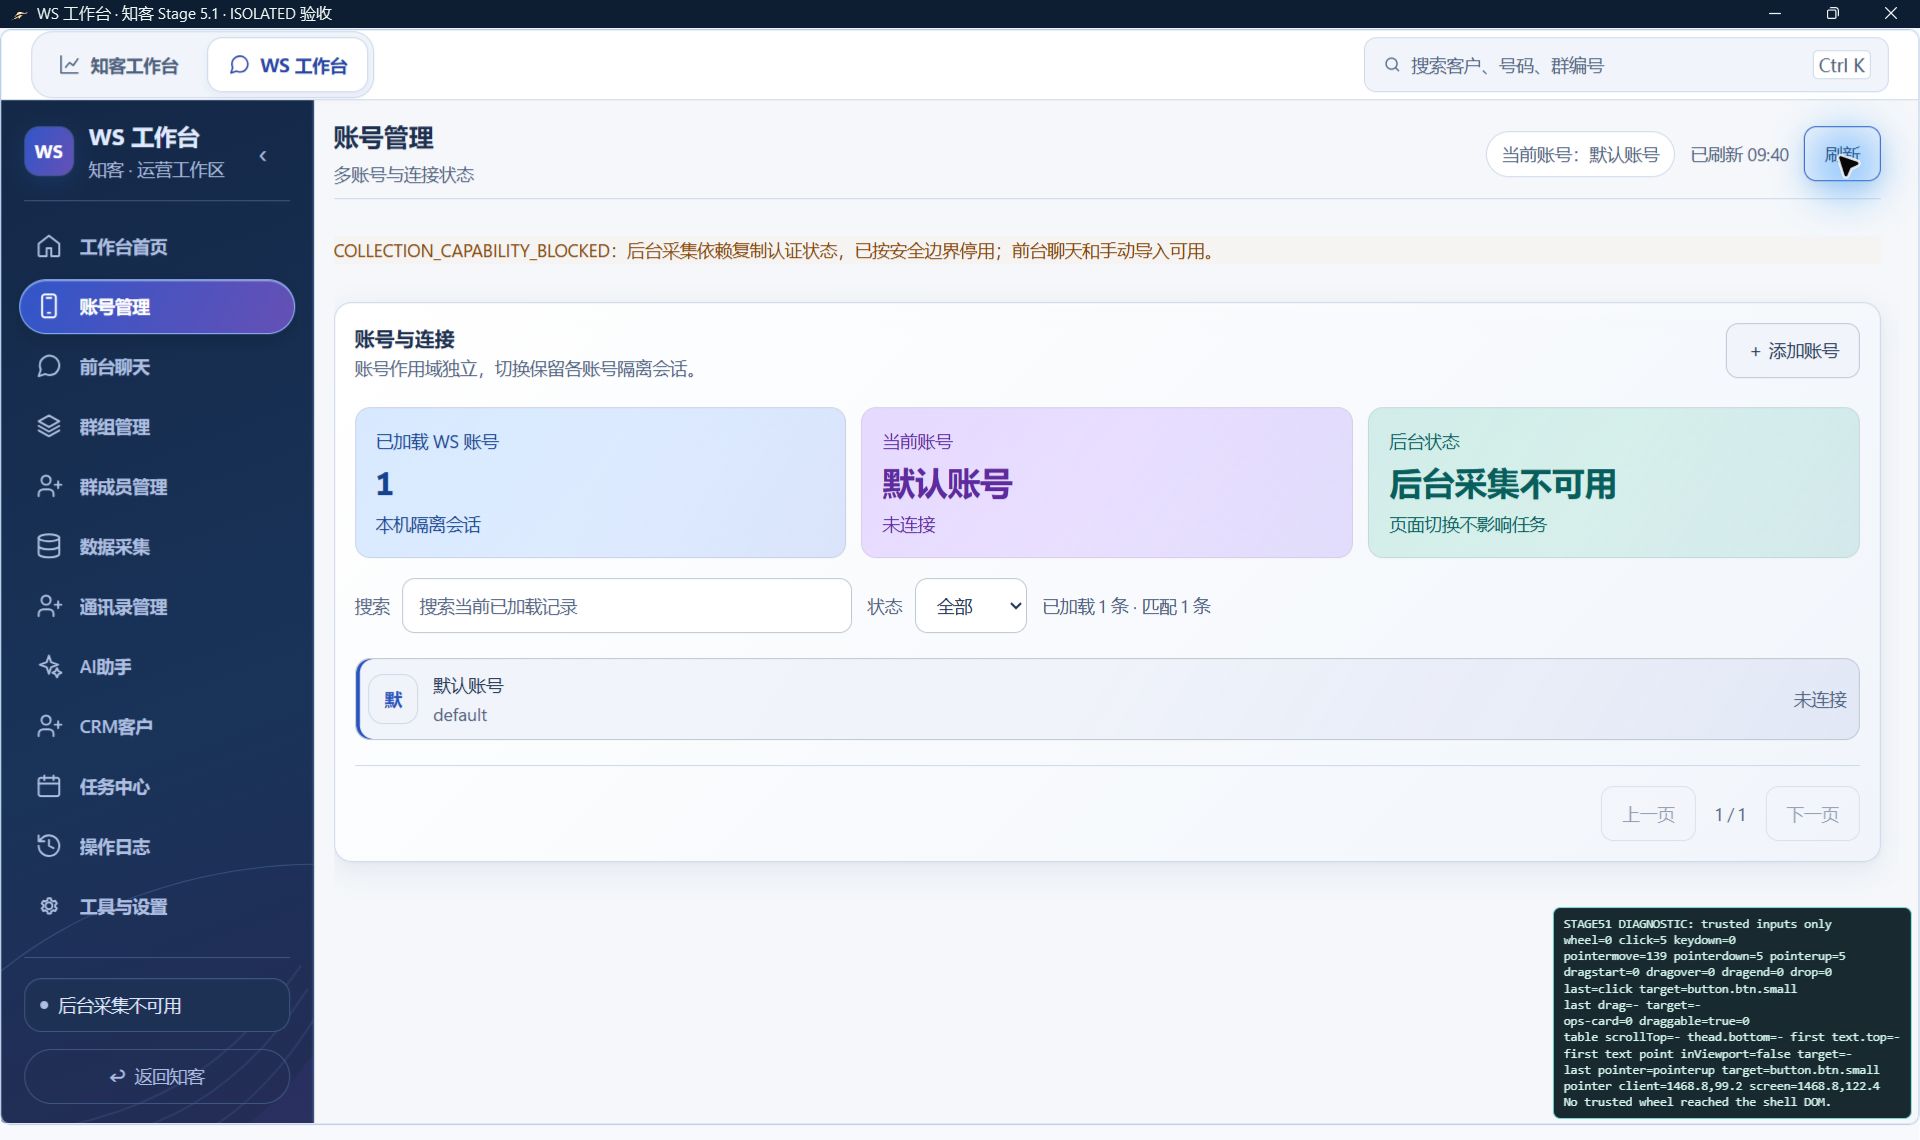 WS 工作台 · 知客 Stage 5.1 · ISOLATED 验收
知客工作台
WS 工作台
搜索客户、号码、群编号
Ctrl K
WS
WS 工作台
知客 · 运营工作区
工作台首页
账号管理
前台聊天
群组管理
群成员管理
数据采集
通讯录管理
AI助手
CRM客户
任务中心
操作日志
工具与设置
后台采集不可用
返回知客
账号管理
多账号与连接状态
当前账号：默认账号
已刷新 09:40
刷新
COLLECTION_CAPABILITY_BLOCKED：后台采集依赖复制认证状态，已按安全边界停用；前台聊天和手动导入可用。
账号与连接
账号作用域独立，切换保留各账号隔离会话。
+ 添加账号
已加载 WS 账号
1
本机隔离会话
当前账号
默认账号
未连接
后台状态
后台采集不可用
页面切换不影响任务
搜索
搜索当前已加载记录
状态
全部
已加载 1 条 · 匹配 1 条
默
默认账号
default
未连接
上一页
1 / 1
下一页
STAGE51 DIAGNOSTIC: trusted inputs only
wheel=0 click=5 keydown=0
pointermove=139 pointerdown=5 pointerup=5
dragstart=0 dragover=0 dragend=0 drop=0
last=click target=button.btn.small
last drag=- target=-
ops-card=0 draggable=true=0
table scrollTop=- thead.bottom=- first text.top=-
first text point inViewport=false target=-
last pointer=pointerup target=button.btn.small
pointer client=1468.8,99.2 screen=1468.8,122.4
No trusted wheel reached the shell DOM.